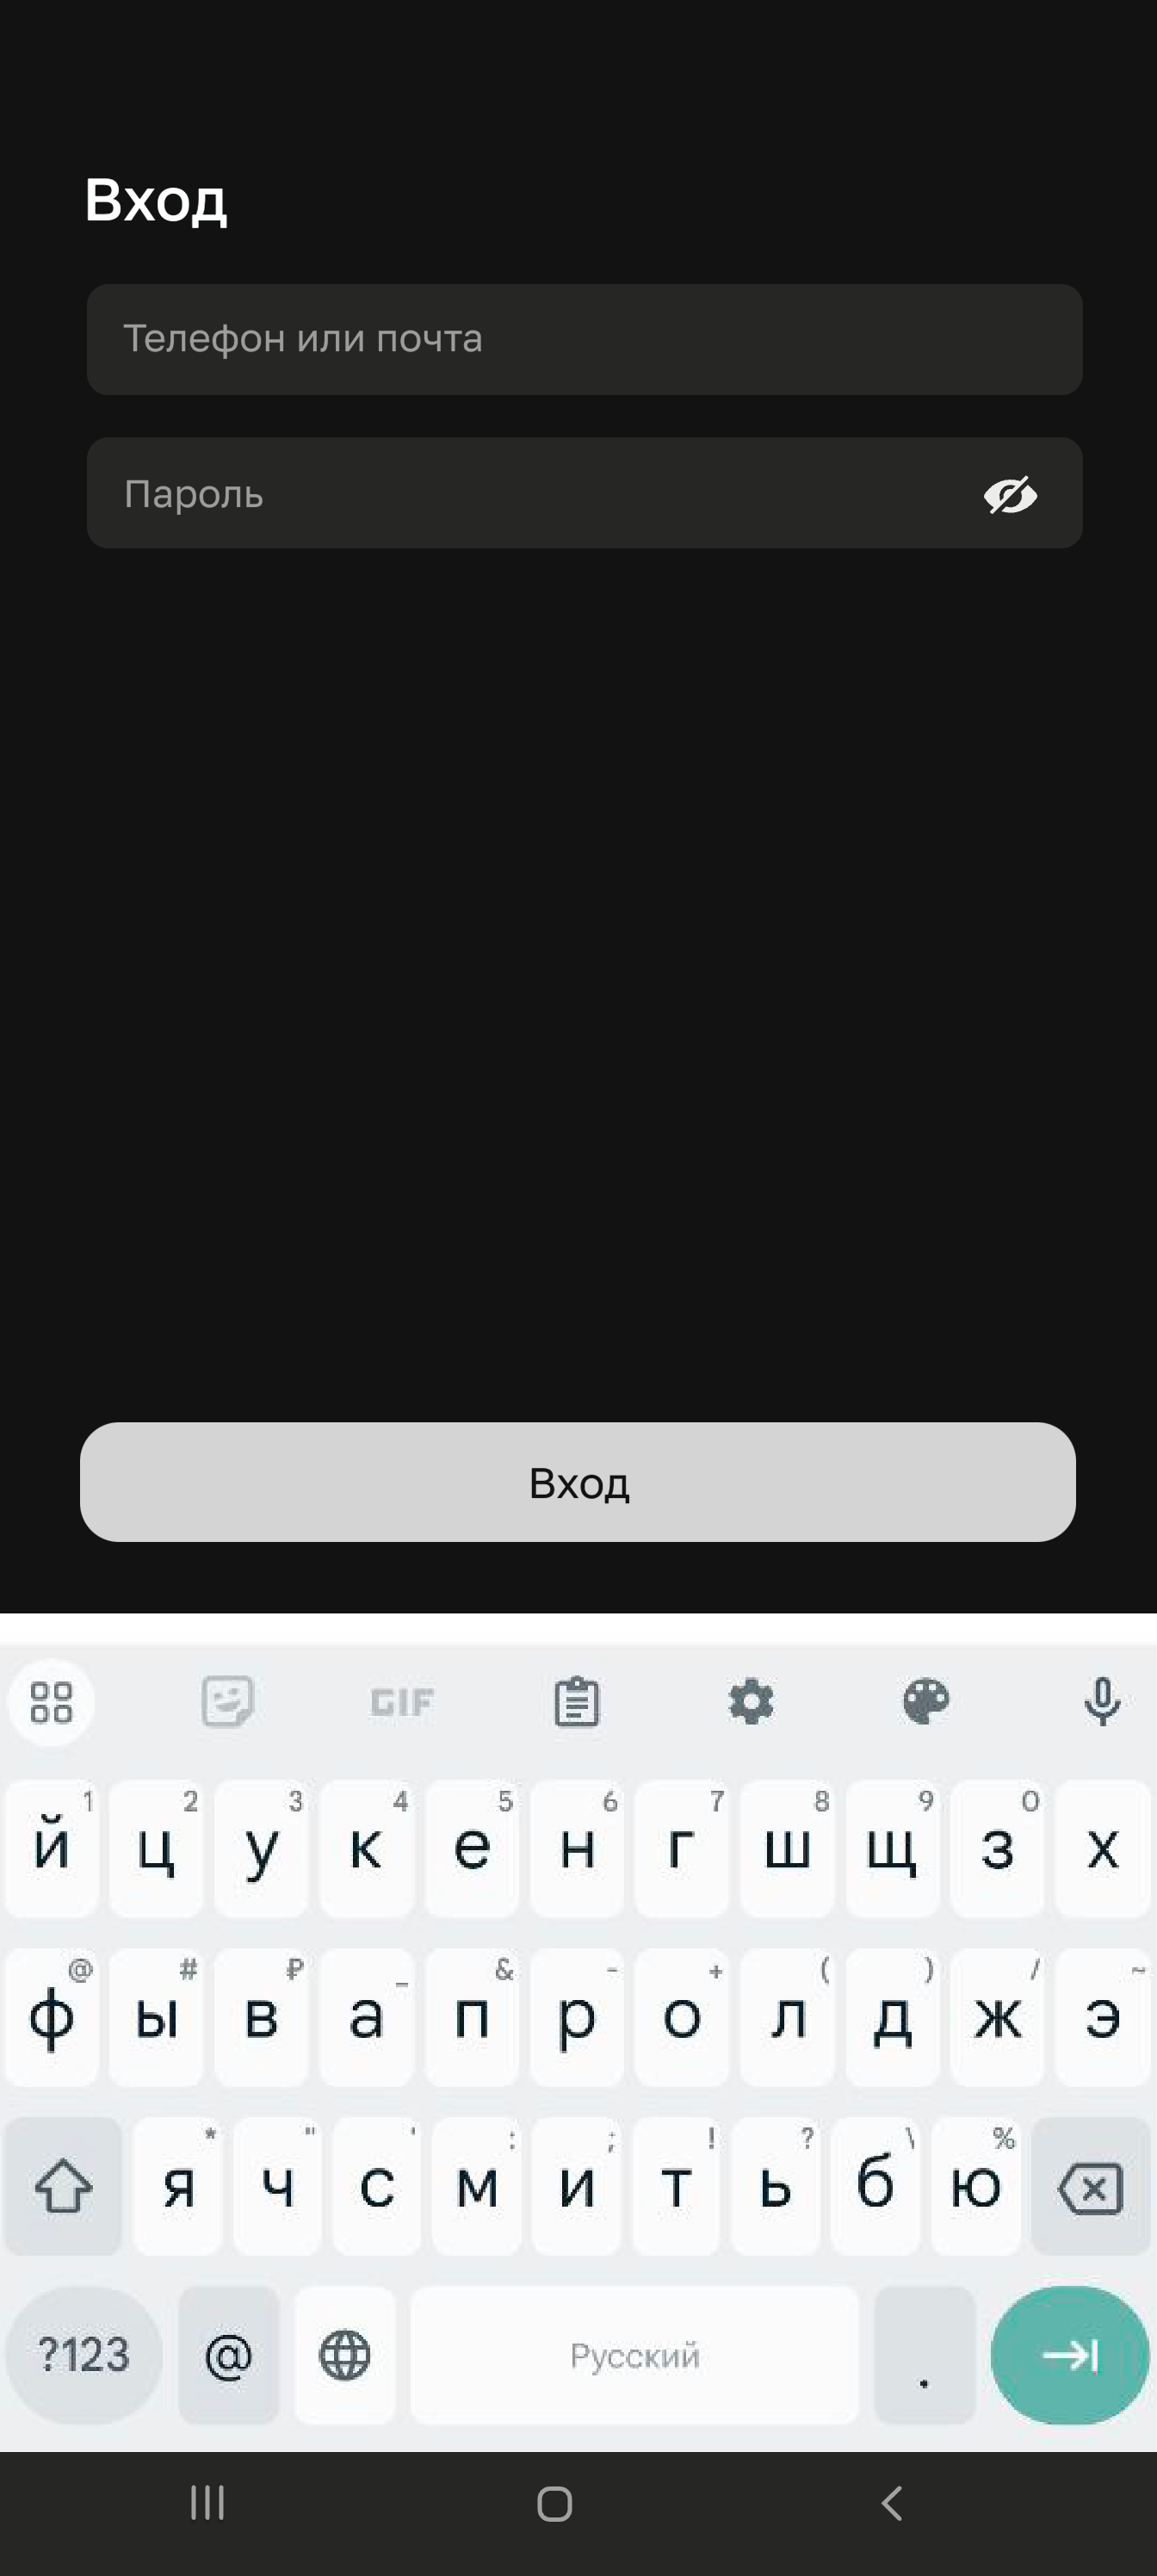 Вход
Телефон или почта
Пароль
Вход
GIF
1 2 3 4 5 6 7 8 9 0
й ц у к е н г ш щ з х
@ # ₽ _ & - + ( ) / ~
ф ы в а п р о л д ж э
* " ' : ; ! ? \ %
я ч с м и т ь б ю
?123 @ Русский .